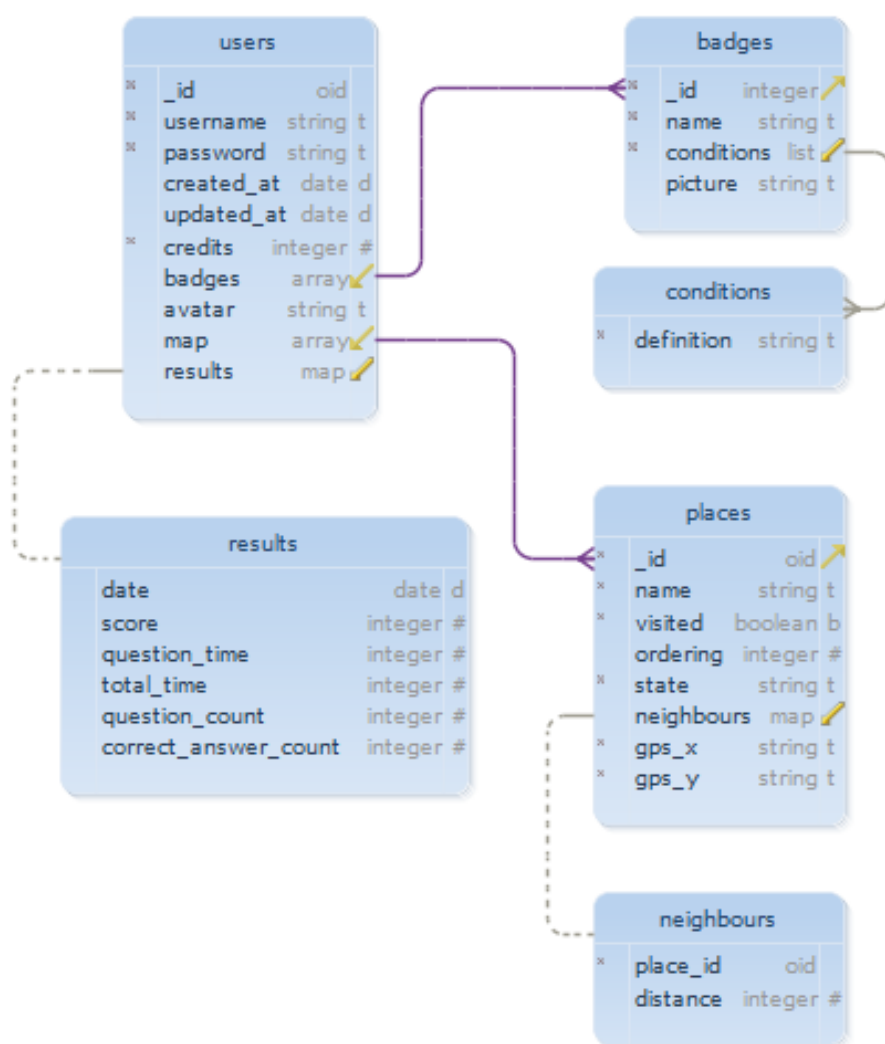 users
_id oid
username string t
password string t
created_at date d
updated_at date d
credits integer #
badges array
avatar string t
map array
results map
badges
_id integer
name string t
conditions list
picture string t
conditions
definition string t
results
date date d
score integer #
question_time integer #
total_time integer #
question_count integer #
correct_answer_count integer #
places
_id oid
name string t
visited boolean b
ordering integer #
state string t
neighbours map
gps_x string t
gps_y string t
neighbours
place_id oid
distance integer #